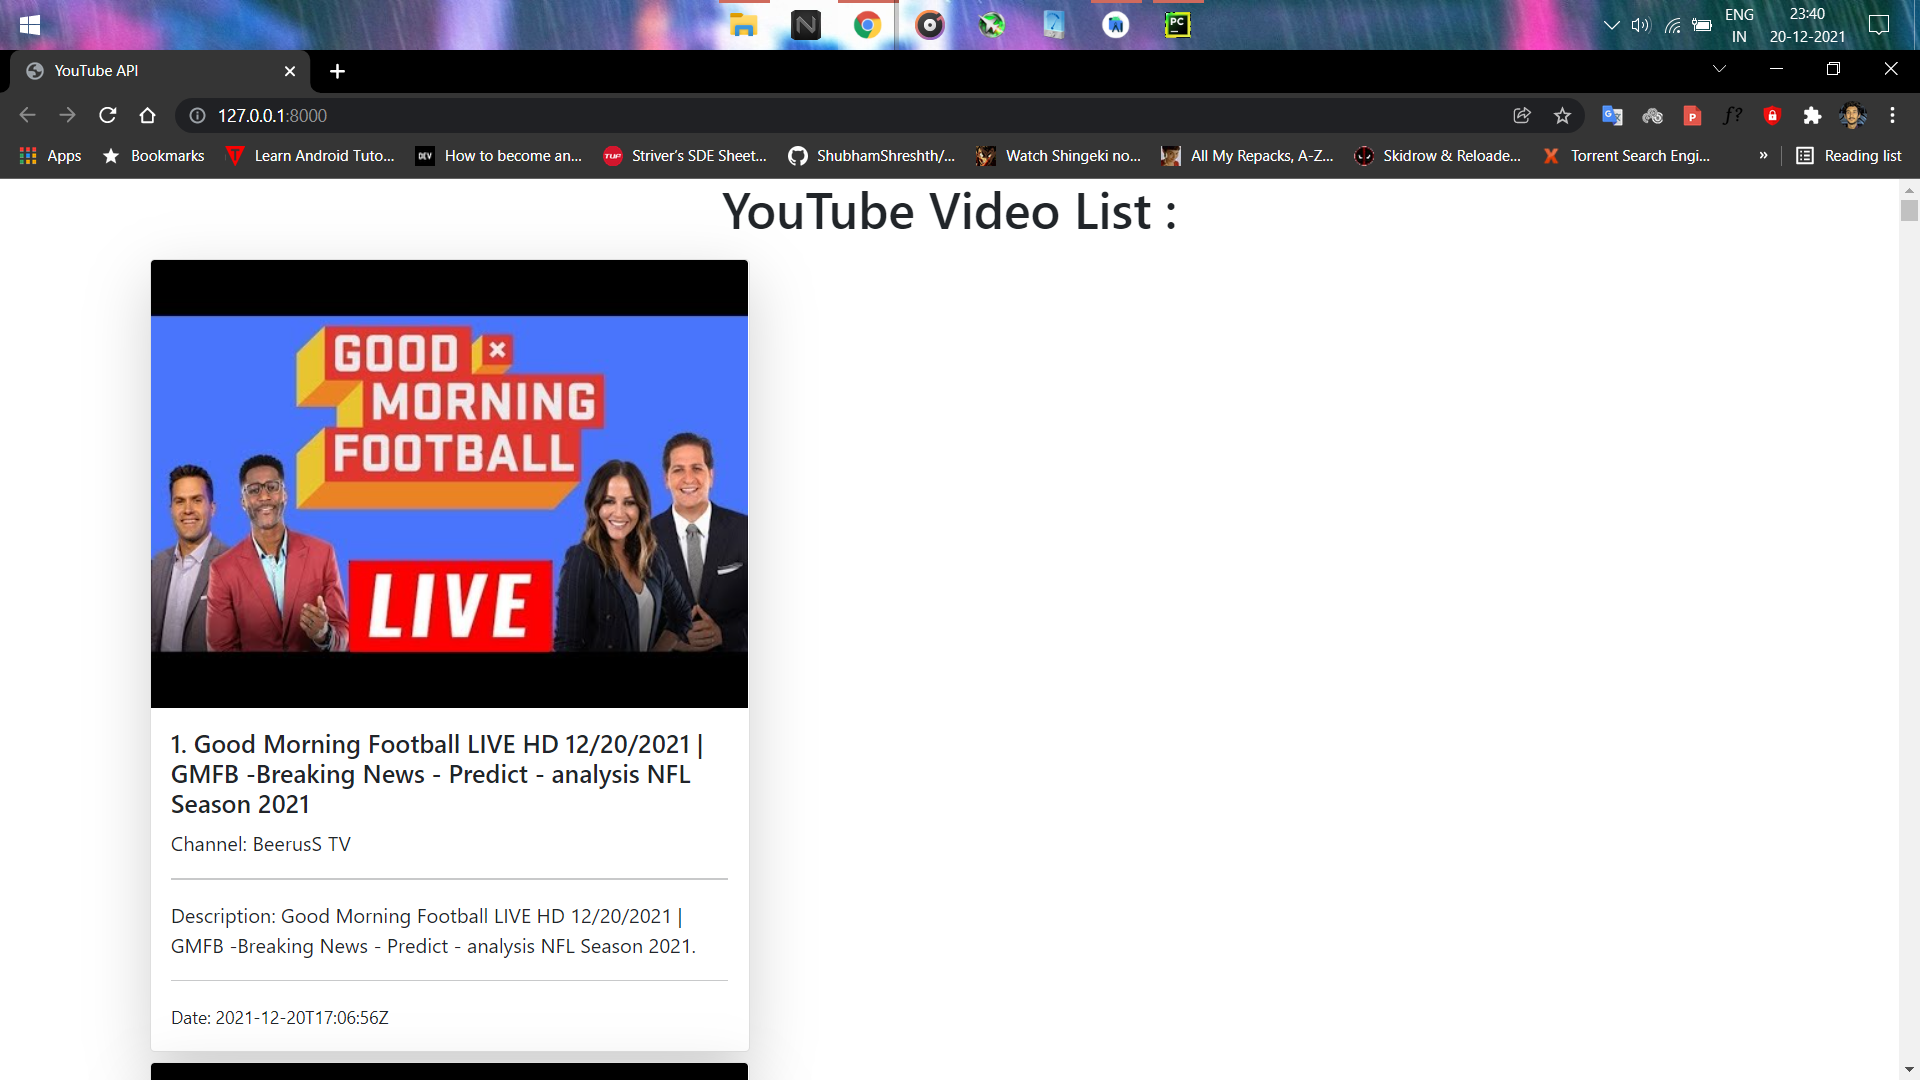 ENG
IN
23:40
20-12-2021
PC
YouTube API
127.0.0.1:8000
Apps
Bookmarks
Learn Android Tuto...
DEV
How to become an...
TUF
Striver's SDE Sheet...
ShubhamShreshth/...
Watch Shingeki no...
All My Repacks, A-Z...
Skidrow & Reloade...
X
Torrent Search Engi...
»
Reading list
YouTube Video List :
GOOD
MORNING
FOOTBALL
LIVE
1. Good Morning Football LIVE HD 12/20/2021 |
GMFB -Breaking News - Predict - analysis NFL
Season 2021
Channel: BeerusS TV
Description: Good Morning Football LIVE HD 12/20/2021 |
GMFB -Breaking News - Predict - analysis NFL Season 2021.
Date: 2021-12-20T17:06:56Z